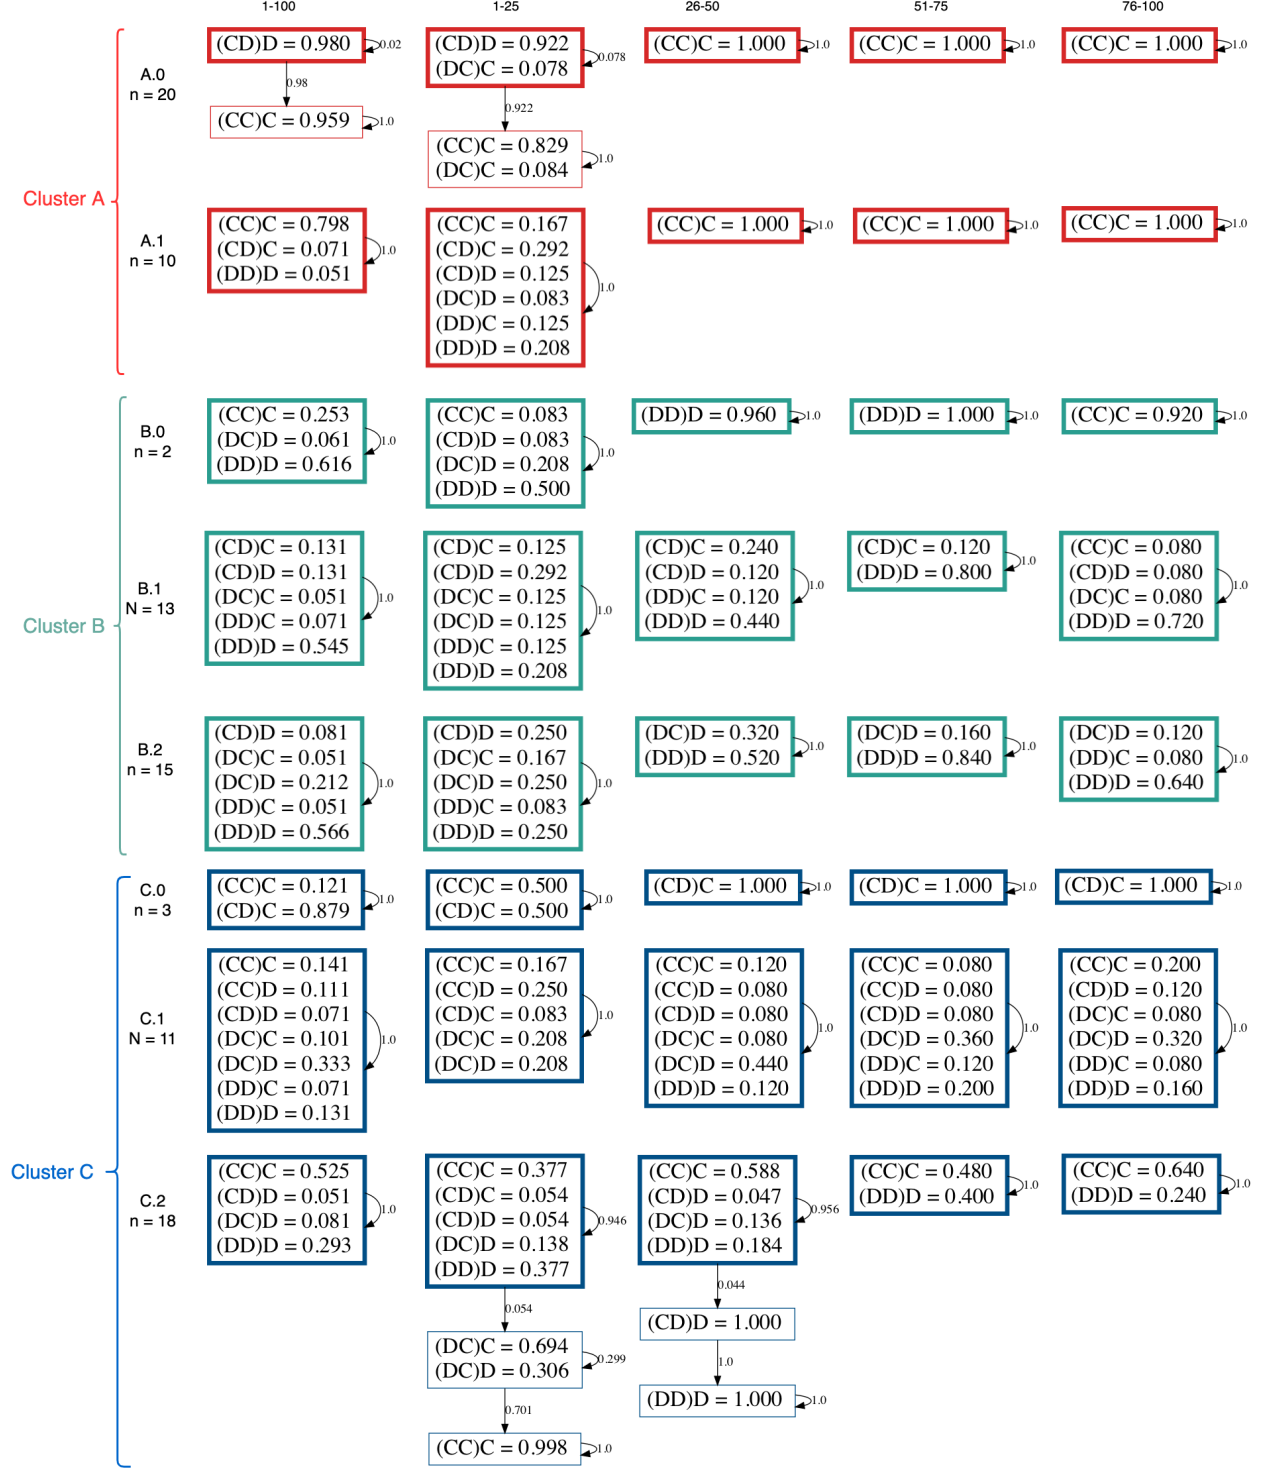 1-100
1-25
26-50
51-75
76-100
Cluster A
A.0
n = 20
(CD)D = 0.980
0.02
0.98
(CC)C = 0.959
1.0
(CD)D = 0.922
(DC)C = 0.078
0.078
0.922
(CC)C = 0.829
(DC)C = 0.084
1.0
(CC)C = 1.000
1.0
(CC)C = 1.000
1.0
(CC)C = 1.000
1.0
A.1
n = 10
(CC)C = 0.798
(CD)C = 0.071
(DD)D = 0.051
1.0
(CC)C = 0.167
(CD)C = 0.292
(CD)D = 0.125
(DC)D = 0.083
(DD)C = 0.125
(DD)D = 0.208
1.0
(CC)C = 1.000
1.0
(CC)C = 1.000
1.0
(CC)C = 1.000
1.0
Cluster B
B.0
n = 2
(CC)C = 0.253
(DC)D = 0.061
(DD)D = 0.616
1.0
(CC)C = 0.083
(CD)D = 0.083
(DC)D = 0.208
(DD)D = 0.500
1.0
(DD)D = 0.960
1.0
(DD)D = 1.000
1.0
(CC)C = 0.920
1.0
B.1
N = 13
(CD)C = 0.131
(CD)D = 0.131
(DC)C = 0.051
(DD)C = 0.071
(DD)D = 0.545
1.0
(CD)C = 0.125
(CD)D = 0.292
(DC)C = 0.125
(DC)D = 0.125
(DD)C = 0.125
(DD)D = 0.208
1.0
(CD)C = 0.240
(CD)D = 0.120
(DD)C = 0.120
(DD)D = 0.440
1.0
(CD)C = 0.120
(DD)D = 0.800
1.0
(CC)C = 0.080
(CD)D = 0.080
(DC)C = 0.080
(DD)D = 0.720
1.0
B.2
n = 15
(CD)D = 0.081
(DC)C = 0.051
(DC)D = 0.212
(DD)C = 0.051
(DD)D = 0.566
1.0
(CD)D = 0.250
(DC)C = 0.167
(DC)D = 0.250
(DD)C = 0.083
(DD)D = 0.250
1.0
(DC)D = 0.320
(DD)D = 0.520
1.0
(DC)D = 0.160
(DD)D = 0.840
1.0
(DC)D = 0.120
(DD)C = 0.080
(DD)D = 0.640
1.0
Cluster C
C.0
n = 3
(CC)C = 0.121
(CD)C = 0.879
1.0
(CC)C = 0.500
(CD)C = 0.500
1.0
(CD)C = 1.000
1.0
(CD)C = 1.000
1.0
(CD)C = 1.000
1.0
C.1
N = 11
(CC)C = 0.141
(CC)D = 0.111
(CD)D = 0.071
(DC)C = 0.101
(DC)D = 0.333
(DD)C = 0.071
(DD)D = 0.131
1.0
(CC)C = 0.167
(CC)D = 0.250
(CD)D = 0.083
(DC)C = 0.208
(DC)D = 0.208
1.0
(CC)C = 0.120
(CC)D = 0.080
(CD)D = 0.080
(DC)C = 0.080
(DC)D = 0.440
(DD)D = 0.120
1.0
(CC)C = 0.080
(CC)D = 0.080
(CD)D = 0.080
(DC)D = 0.360
(DD)C = 0.120
(DD)D = 0.200
1.0
(CC)C = 0.200
(CD)D = 0.120
(DC)C = 0.080
(DC)D = 0.320
(DD)C = 0.080
(DD)D = 0.160
1.0
C.2
n = 18
(CC)C = 0.525
(CD)D = 0.051
(DC)D = 0.081
(DD)D = 0.293
1.0
(CC)C = 0.377
(CD)C = 0.054
(CD)D = 0.054
(DC)D = 0.138
(DD)D = 0.377
0.946
0.054
(DC)C = 0.694
(DC)D = 0.306
0.299
0.701
(CC)C = 0.998
1.0
(CC)C = 0.588
(CD)D = 0.047
(DC)D = 0.136
(DD)D = 0.184
0.956
0.044
(CD)D = 1.000
1.0
(DD)D = 1.000
1.0
(CC)C = 0.480
(DD)D = 0.400
1.0
(CC)C = 0.640
(DD)D = 0.240
1.0